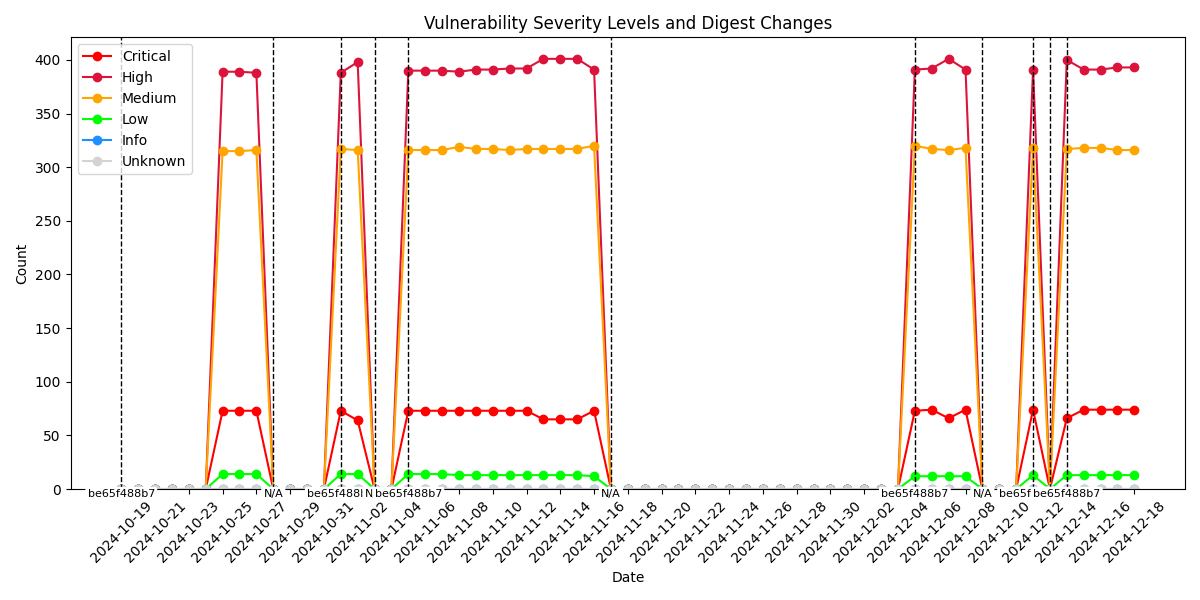 Vulnerability Severity Levels and Digest Changes
Critical
High
Medium
Low
Info
Unknown
400
350
300
250
200
150
100
50
0
Count
be65f488b7 N/A be65f488l N be65f488b7 N/A be65f488b7 N/A be65f be65f488b7
2024-10-19 2024-10-21 2024-10-23 2024-10-25 2024-10-27 2024-10-29 2024-10-31 2024-11-02 2024-11-04 2024-11-06 2024-11-08 2024-11-10 2024-11-12 2024-11-14 2024-11-16 2024-11-18 2024-11-20 2024-11-22 2024-11-24 2024-11-26 2024-11-28 2024-11-30 2024-12-02 2024-12-04 2024-12-06 2024-12-08 2024-12-10 2024-12-12 2024-12-14 2024-12-16 2024-12-18
Date